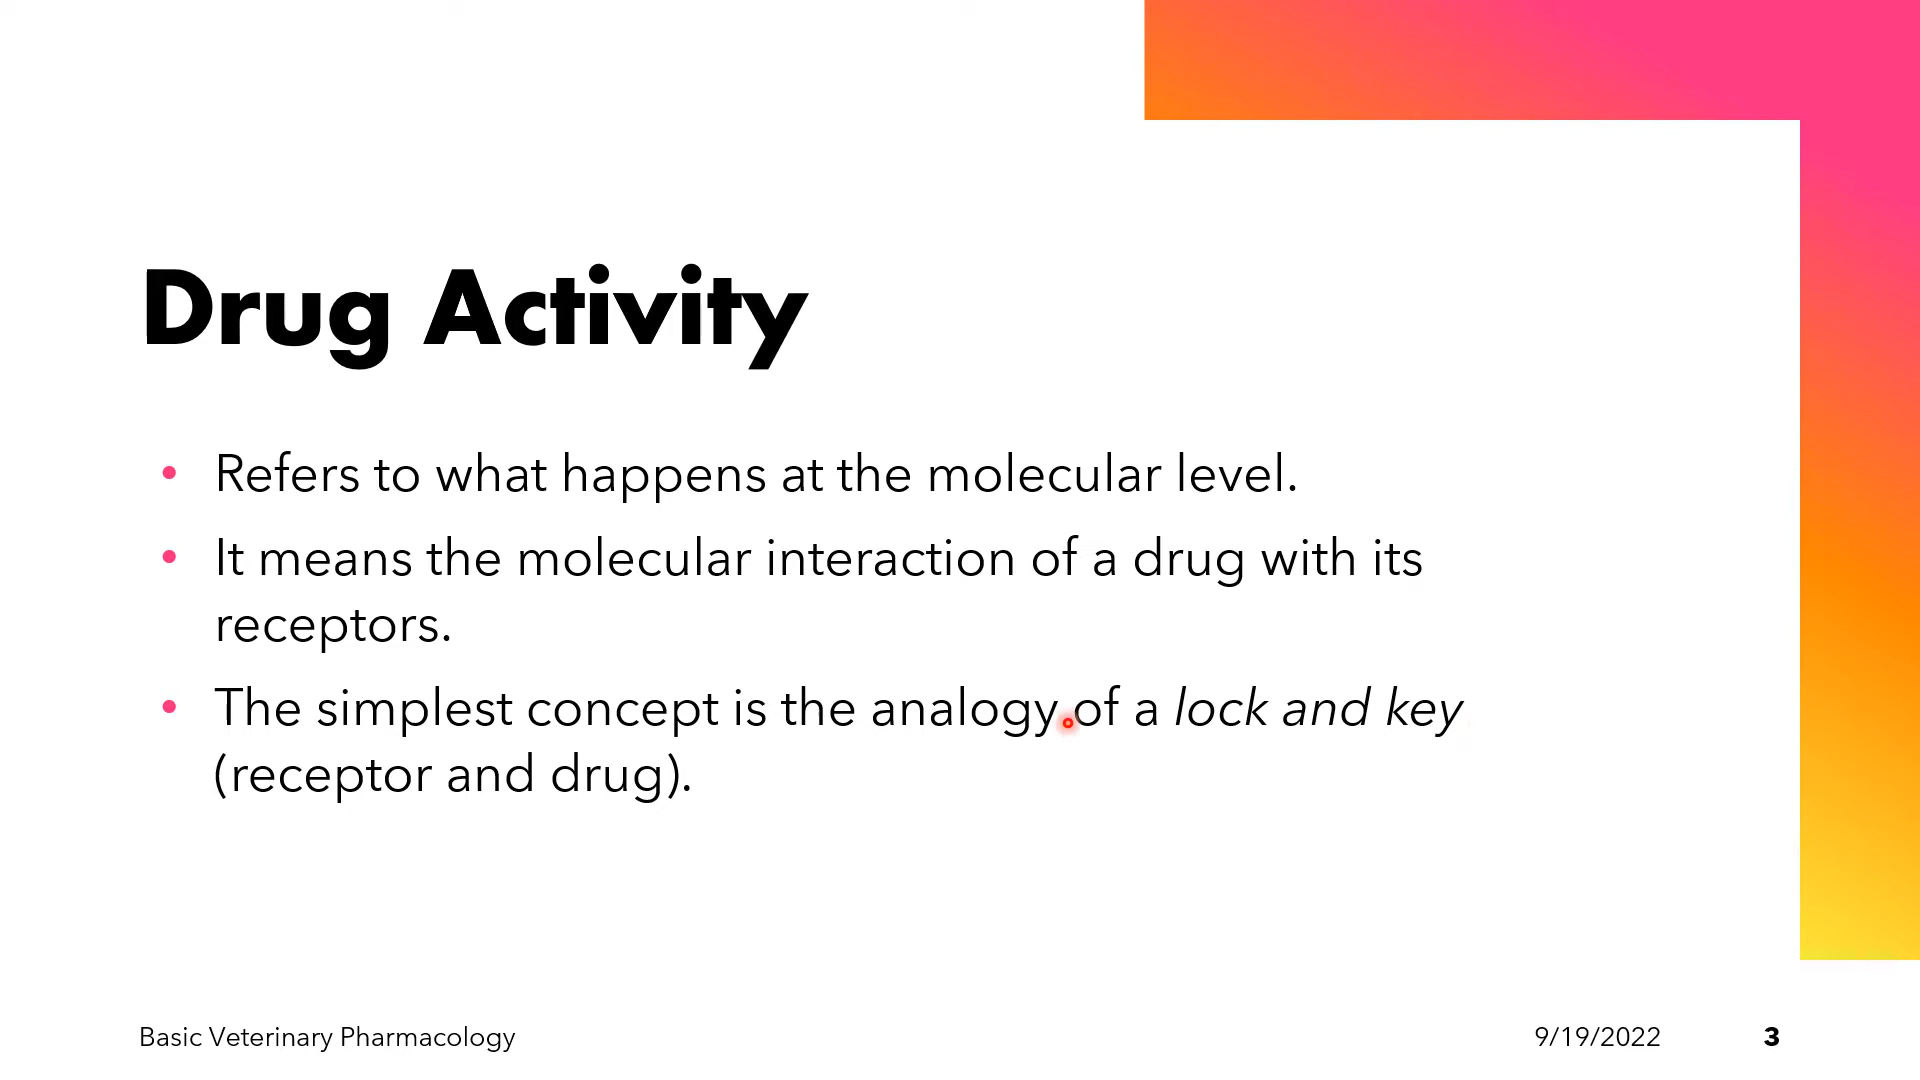 Drug Activity
• Refers to what happens at the molecular level.
• It means the molecular interaction of a drug with its
receptors.
• The simplest concept is the analogy of a lock and key
(receptor and drug).
Basic Veterinary Pharmacology
9/19/2022
3